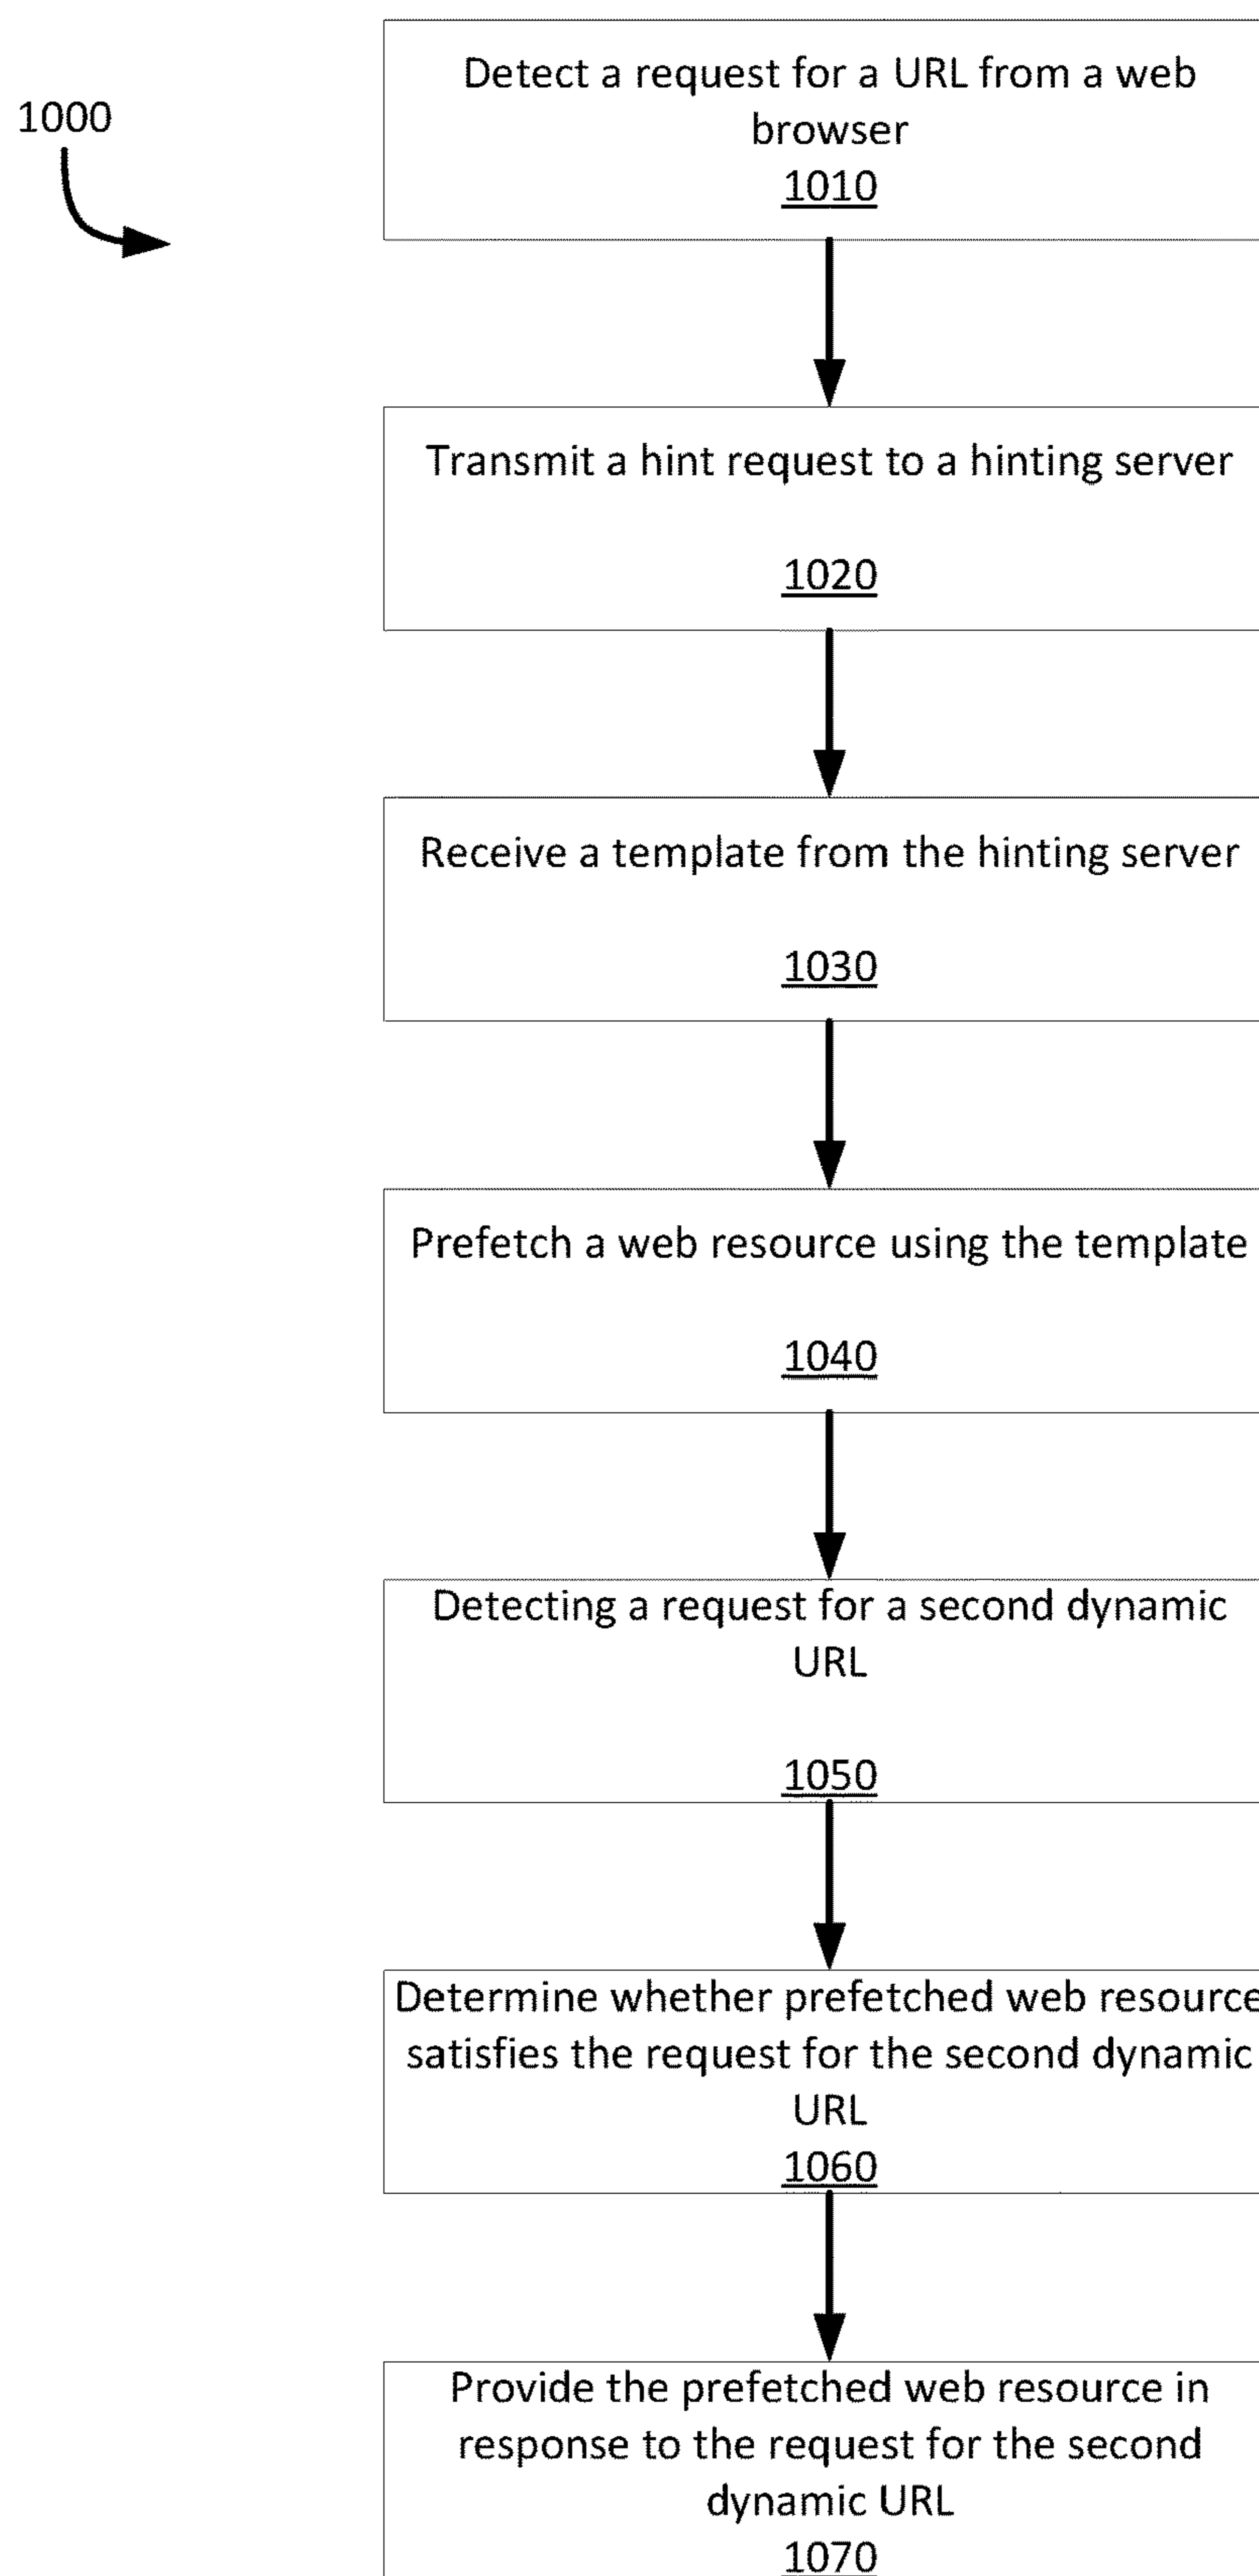 1000
Detect a request for a URL from a web
browser
1010
Transmit a hint request to a hinting server
1020
Receive a template from the hinting server
1030
Prefetch a web resource using the template
1040
Detecting a request for a second dynamic
URL
1050
Determine whether prefetched web resource
satisfies the request for the second dynamic
URL
1060
Provide the prefetched web resource in
response to the request for the second
dynamic URL
1070